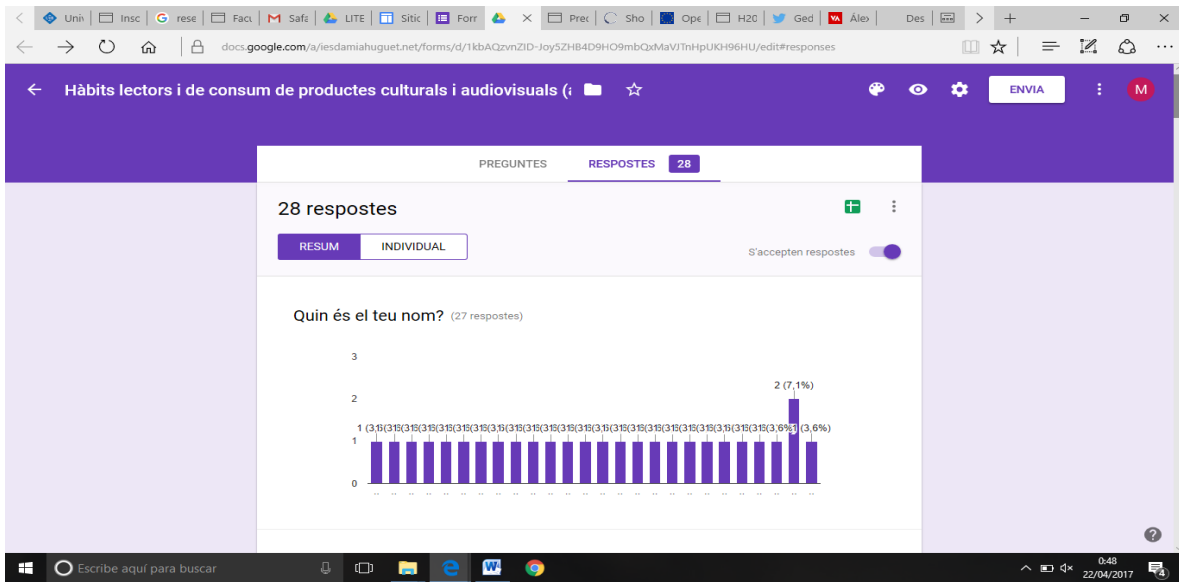 Uni
Insc
rese
Facu
Safa
LITE
Sitic
Forr
Prec
Sho
Ope
H20
Ged
Álex
Des
docs.google.com/a/iesdamiahuguet.net/forms/d/1kbAQzvnZID-Joy5ZHB4D9HO9mbQxMaVJTnHpUKH96HU/edit#responses
Hàbits lectors i de consum de productes culturals i audiovisuals (
ENVIA
M
PREGUNTES
RESPOSTES 28
28 respostes
RESUM
INDIVIDUAL
S'accepten respostes
Quin és el teu nom? (27 respostes)
3
2 (7,1%)
2
1 (3,6%)
1
0
Escribe aquí para buscar
0:48
22/04/2017
4